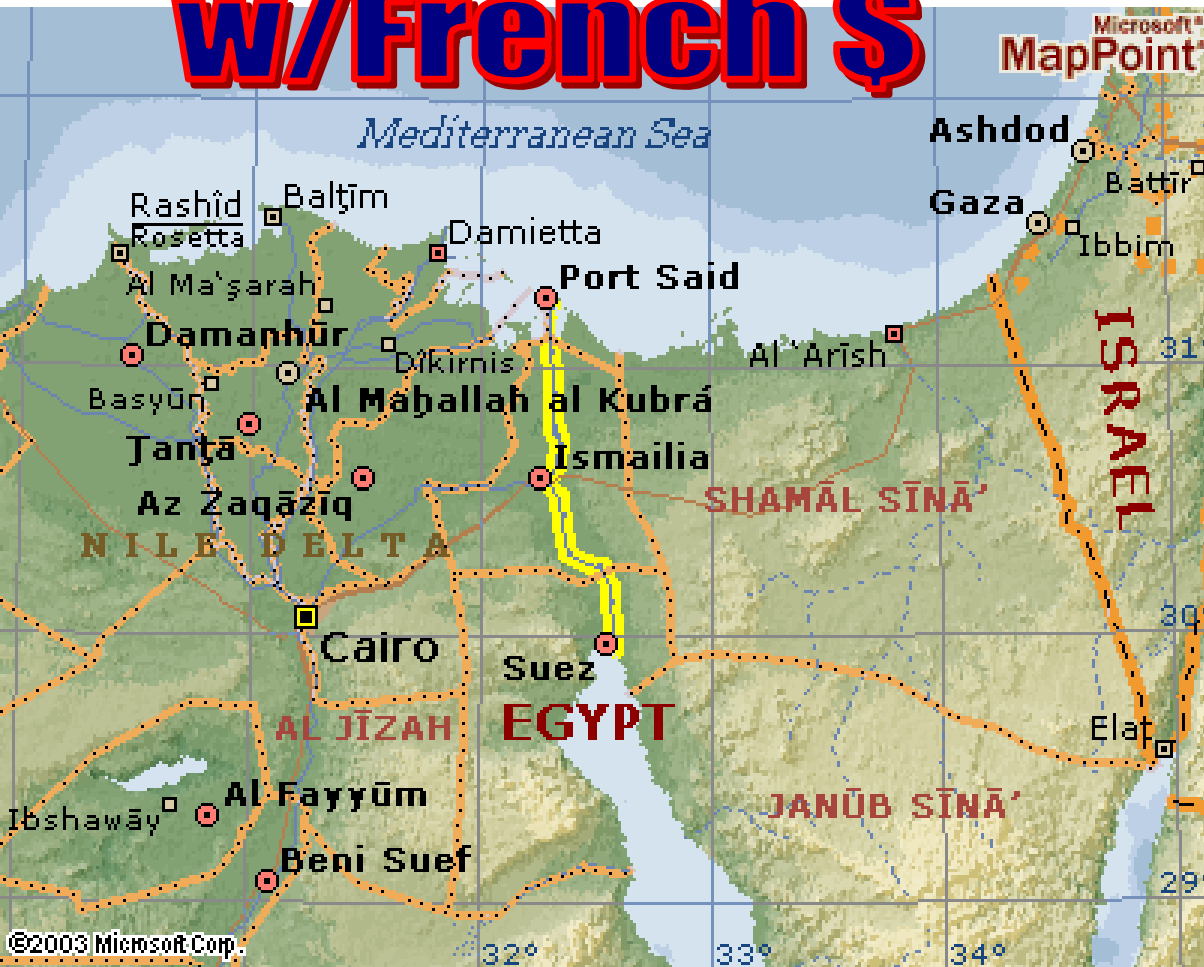 w/French $
Microsoft®
MapPoint®
Mediterranean Sea
Ashdod
Battīr
Rashîd
Balţīm
Gaza
Rosetta
Damietta
Ibbim
Al Ma'şarah
Port Said
Damanhūr
Al 'Arīsh
ISRAEL
31°
Dikirnis
Basyūn
Al Maḩallah al Kubrá
Ţanţā
Ismailia
Az Zaqāzīq
SHAMĀL SĪNĀ'
NILE DELTA
30
Cairo
Suez
AL JĪZAH
EGYPT
Elat
Al Fayyūm
Ibshawāy
JANŪB SĪNĀ'
Beni Suef
29°
©2003 Microsoft Corp.
32°
33°
34°